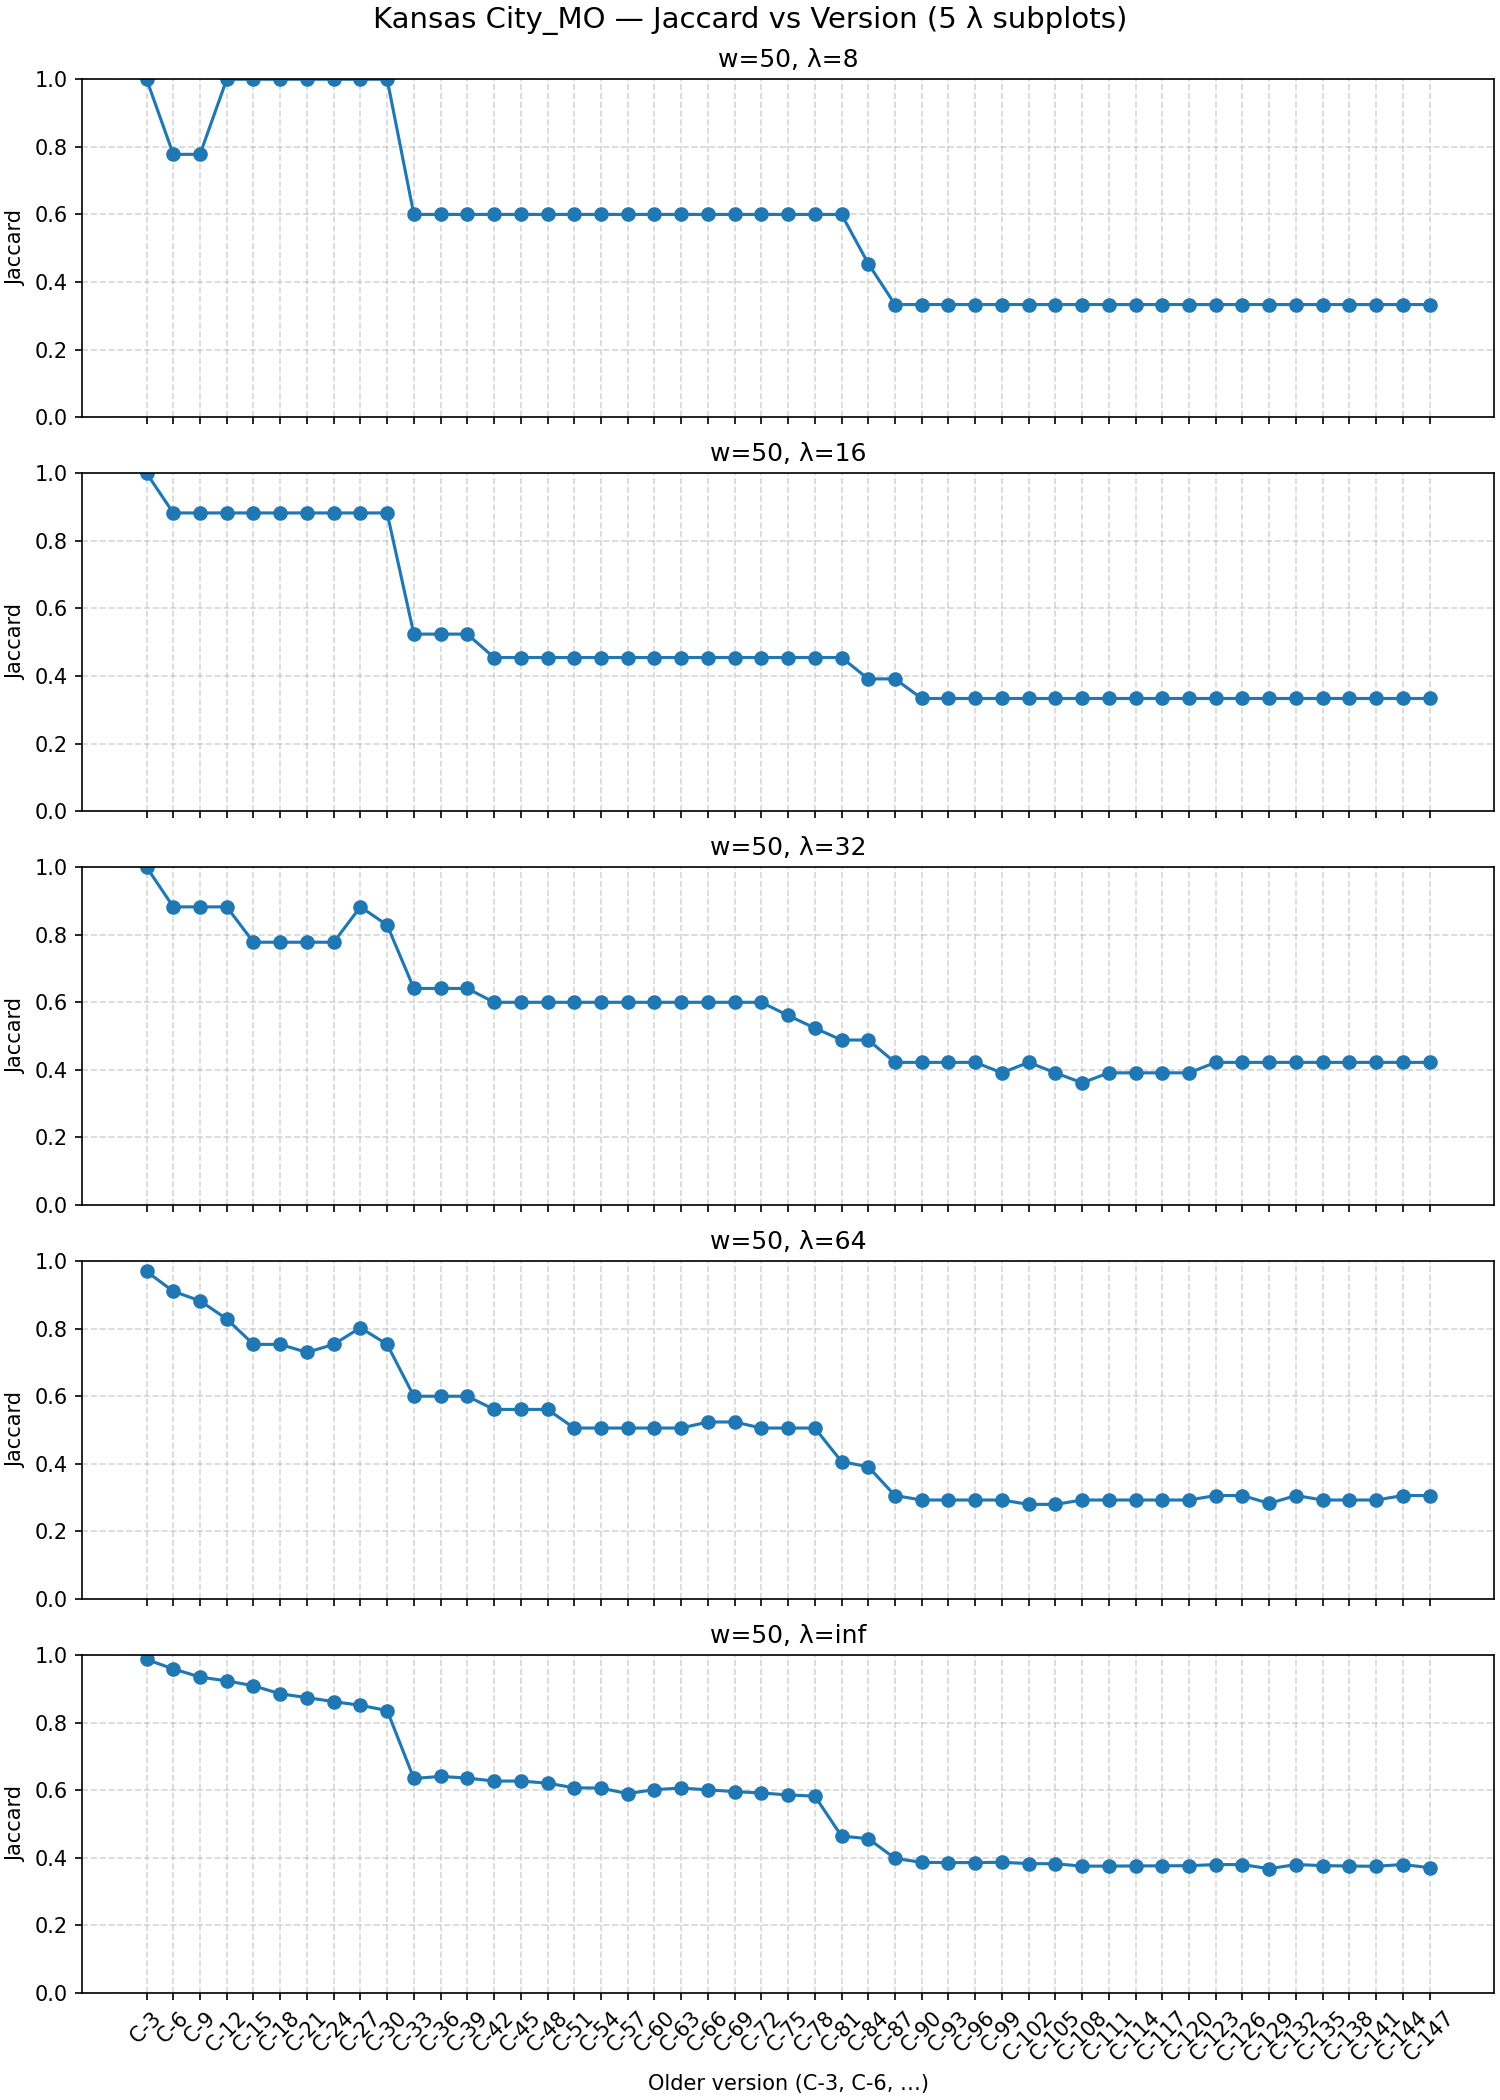 Kansas City_MO — Jaccard vs Version (5 λ subplots)
w=50, λ=8
1.0
0.8
0.6
0.4
0.2
0.0
Jaccard
w=50, λ=16
1.0
0.8
0.6
0.4
0.2
0.0
Jaccard
w=50, λ=32
1.0
0.8
0.6
0.4
0.2
0.0
Jaccard
w=50, λ=64
1.0
0.8
0.6
0.4
0.2
0.0
Jaccard
w=50, λ=inf
1.0
0.8
0.6
0.4
0.2
0.0
Jaccard
C-3 C-6 C-9 C-12 C-15 C-18 C-21 C-24 C-27 C-30 C-33 C-36 C-39 C-42 C-45 C-48 C-51 C-54 C-57 C-60 C-63 C-66 C-69 C-72 C-75 C-78 C-81 C-84 C-87 C-90 C-93 C-96 C-99 C-102 C-105 C-108 C-111 C-114 C-117 C-120 C-123 C-126 C-129 C-132 C-135 C-138 C-141 C-144 C-147
Older version (C-3, C-6, ...)